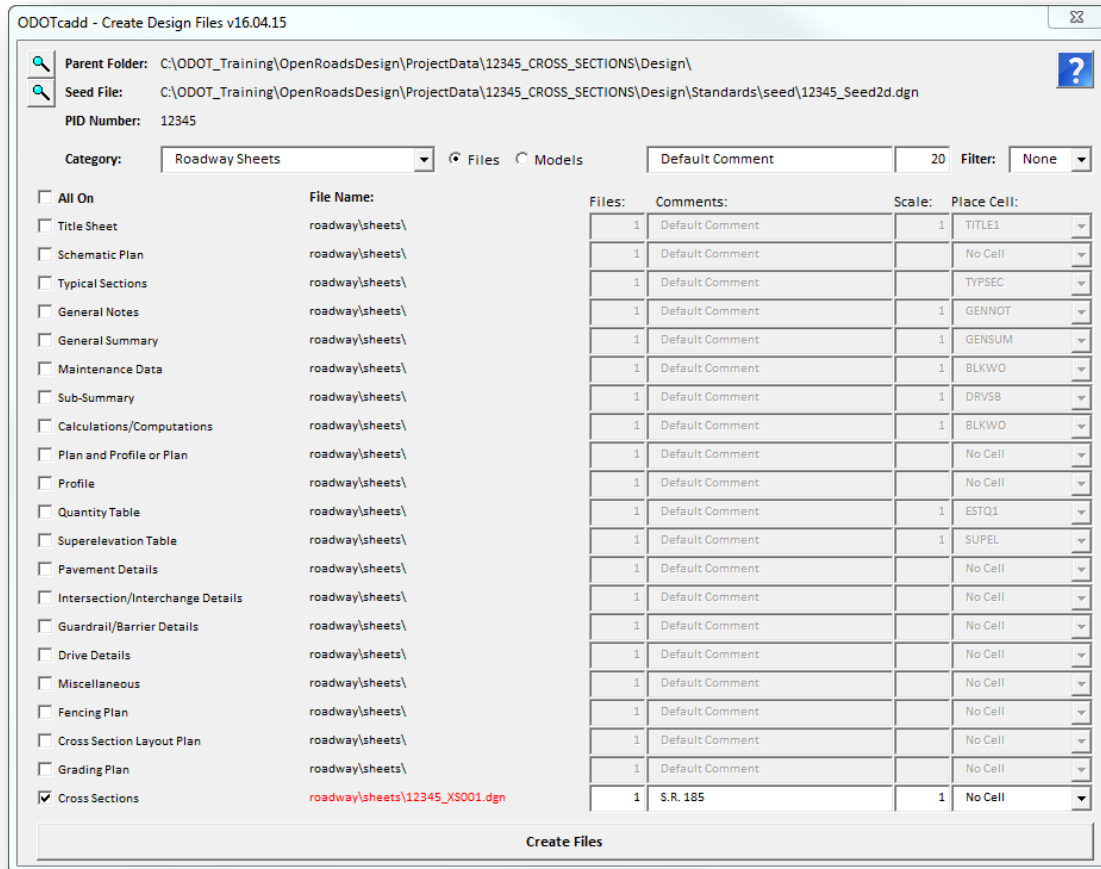 ODOTcadd - Create Design Files v16.04.15
Parent Folder: C:\ODOT_Training\OpenRoadsDesign\ProjectData\12345_CROSS_SECTIONS\Design\
?
Seed File: C:\ODOT_Training\OpenRoadsDesign\ProjectData\12345_CROSS_SECTIONS\Design\Standards\seed\12345_Seed2d.dgn
PID Number: 12345
Category: Roadway Sheets Files Models Default Comment 20 Filter: None
All On File Name: Files: Comments: Scale: Place Cell:
Title Sheet roadway\sheets\ 1 Default Comment 1 TITLE1
Schematic Plan roadway\sheets\ 1 Default Comment No Cell
Typical Sections roadway\sheets\ 1 Default Comment TYPSEC
General Notes roadway\sheets\ 1 Default Comment 1 GENNOT
General Summary roadway\sheets\ 1 Default Comment 1 GENSUM
Maintenance Data roadway\sheets\ 1 Default Comment 1 BLKWO
Sub-Summary roadway\sheets\ 1 Default Comment 1 DRVSB
Calculations/Computations roadway\sheets\ 1 Default Comment 1 BLKWO
Plan and Profile or Plan roadway\sheets\ 1 Default Comment No Cell
Profile roadway\sheets\ 1 Default Comment No Cell
Quantity Table roadway\sheets\ 1 Default Comment 1 ESTQ1
Superelevation Table roadway\sheets\ 1 Default Comment 1 SUPEL
Pavement Details roadway\sheets\ 1 Default Comment No Cell
Intersection/Interchange Details roadway\sheets\ 1 Default Comment No Cell
Guardrail/Barrier Details roadway\sheets\ 1 Default Comment No Cell
Drive Details roadway\sheets\ 1 Default Comment No Cell
Miscellaneous roadway\sheets\ 1 Default Comment No Cell
Fencing Plan roadway\sheets\ 1 Default Comment No Cell
Cross Section Layout Plan roadway\sheets\ 1 Default Comment No Cell
Grading Plan roadway\sheets\ 1 Default Comment No Cell
Cross Sections roadway\sheets\12345_XS001.dgn 1 S.R. 185 1 No Cell
Create Files